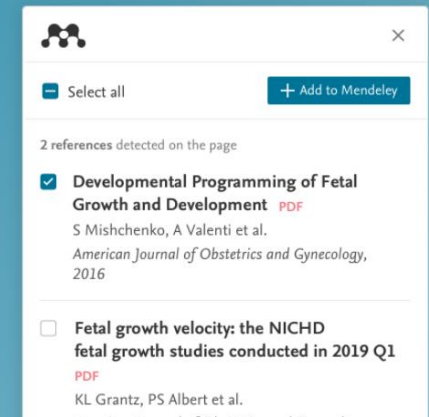 Select all
+ Add to Mendeley
2 references detected on the page
Developmental Programming of Fetal
Growth and Development PDF
S Mishchenko, A Valenti et al.
American Journal of Obstetrics and Gynecology,
2016
Fetal growth velocity: the NICHD
fetal growth studies conducted in 2019 Q1
PDF
KL Grantz, PS Albert et al.